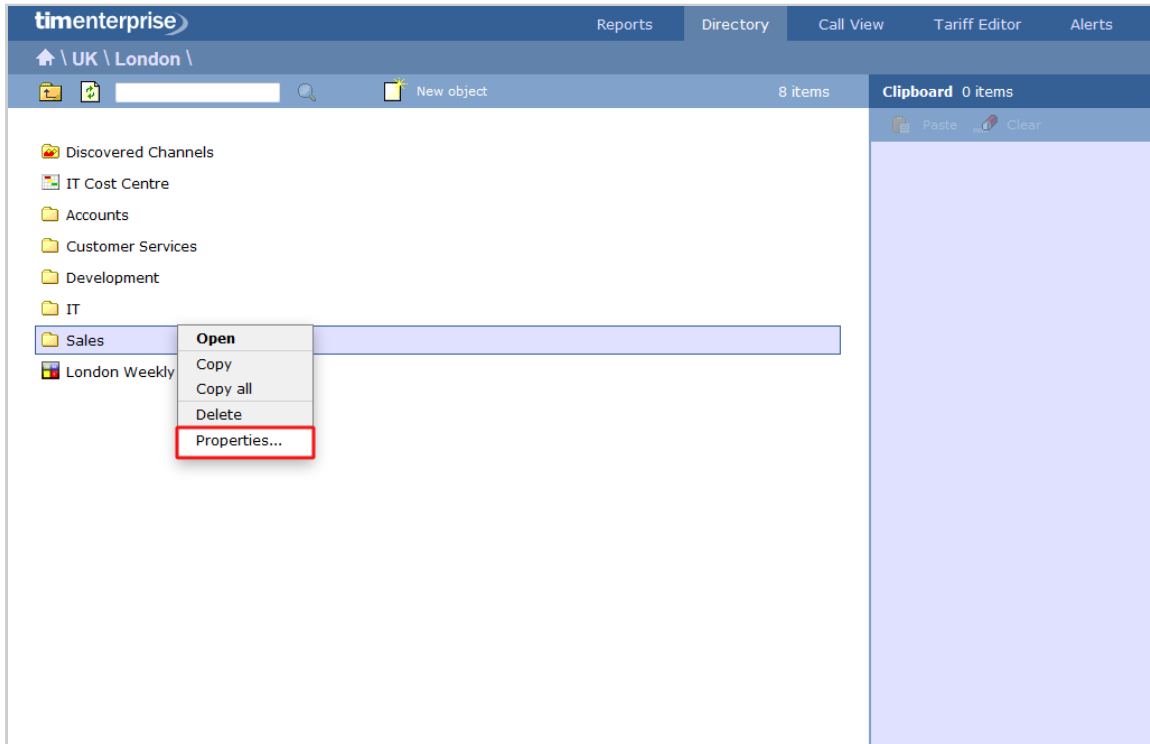 timenterprise
Reports Directory Call View Tariff Editor Alerts
\ UK \ London \
New object 8 items Clipboard 0 items
Paste Clear
Discovered Channels
IT Cost Centre
Accounts
Customer Services
Development
IT
Sales
Open
London Weekly
Copy
Copy all
Delete
Properties...